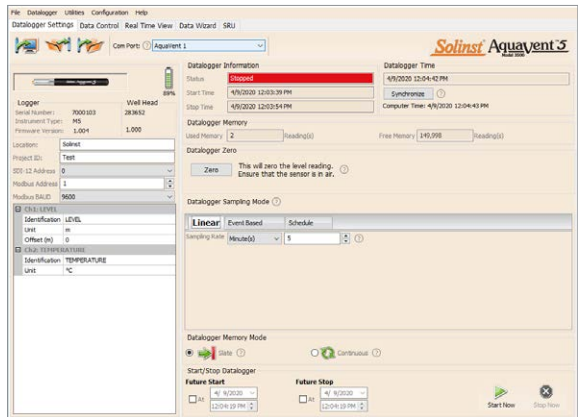 File Datalogger Utilities Configuration Help
Datalogger Settings Data Control Real Time View Data Wizard SRU
Com Port: ? AquaVent 1
Solinst Aquavent 5
Model 3500
89%
Logger Well Head
Serial Number: 7000103 283652
Instrument Type: M5
Firmware Version: 1.004 1.000
Location: Solinst
Project ID: Test
SDI-12 Address 0
Modbus Address 1
Modbus BAUD 9600
Ch1: LEVEL
Identification LEVEL
Unit m
Offset (m) 0
Ch2: TEMPERATURE
Identification TEMPERATURE
Unit °C
Datalogger Information
Status Stopped
Start Time 4/9/2020 12:03:39 PM
Stop Time 4/9/2020 12:03:54 PM
Datalogger Time
4/9/2020 12:04:42 PM
Synchronize ?
Computer Time: 4/9/2020 12:04:43 PM
Datalogger Memory
Used Memory 2 Reading(s) Free Memory 149,998 Reading(s)
Datalogger Zero
Zero This will zero the level reading.
Ensure that the sensor is in air. ?
Datalogger Sampling Mode ?
Linear Event Based Schedule
Sampling Rate Minute(s) 5 ?
Datalogger Memory Mode
Slate ? Continuous ?
Start/Stop Datalogger
Future Start Future Stop
At 4/ 9/2020 At 4/ 9/2020
12:04:19 PM 12:04:19 PM
Start Now Stop Now